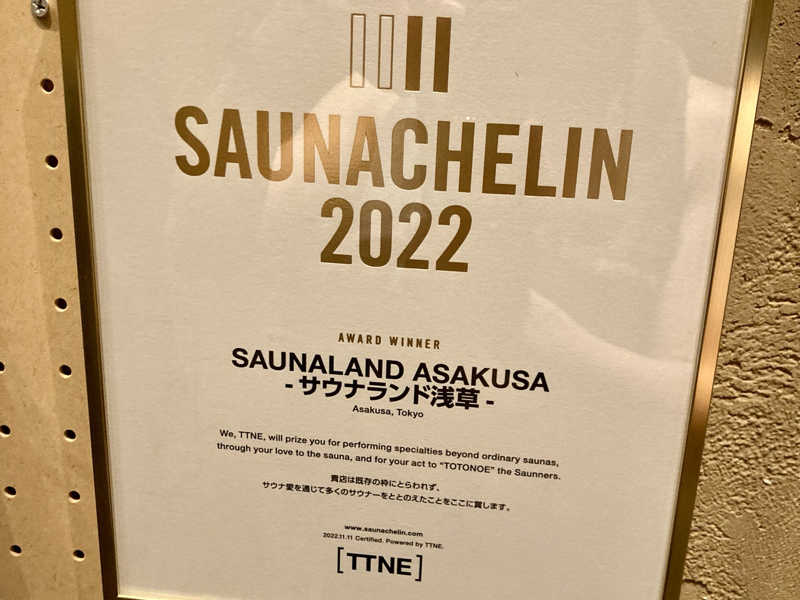 SAUNACHELIN
2022
AWARD WINNER
SAUNALAND ASAKUSA
- サウナランド浅草 -
Asakusa, Tokyo
We, TTNE, will prize you for performing specialties beyond ordinary saunas,
through your love to the sauna, and for your act to “TOTONOE” the Saunners.
貴店は既存の枠にとらわれず、
サウナ愛を通じて多くのサウナーをととのえたことをここに賞します。
www.saunachelin.com
2022.11.11 Certified. Powered by TTNE.
[TTNE]